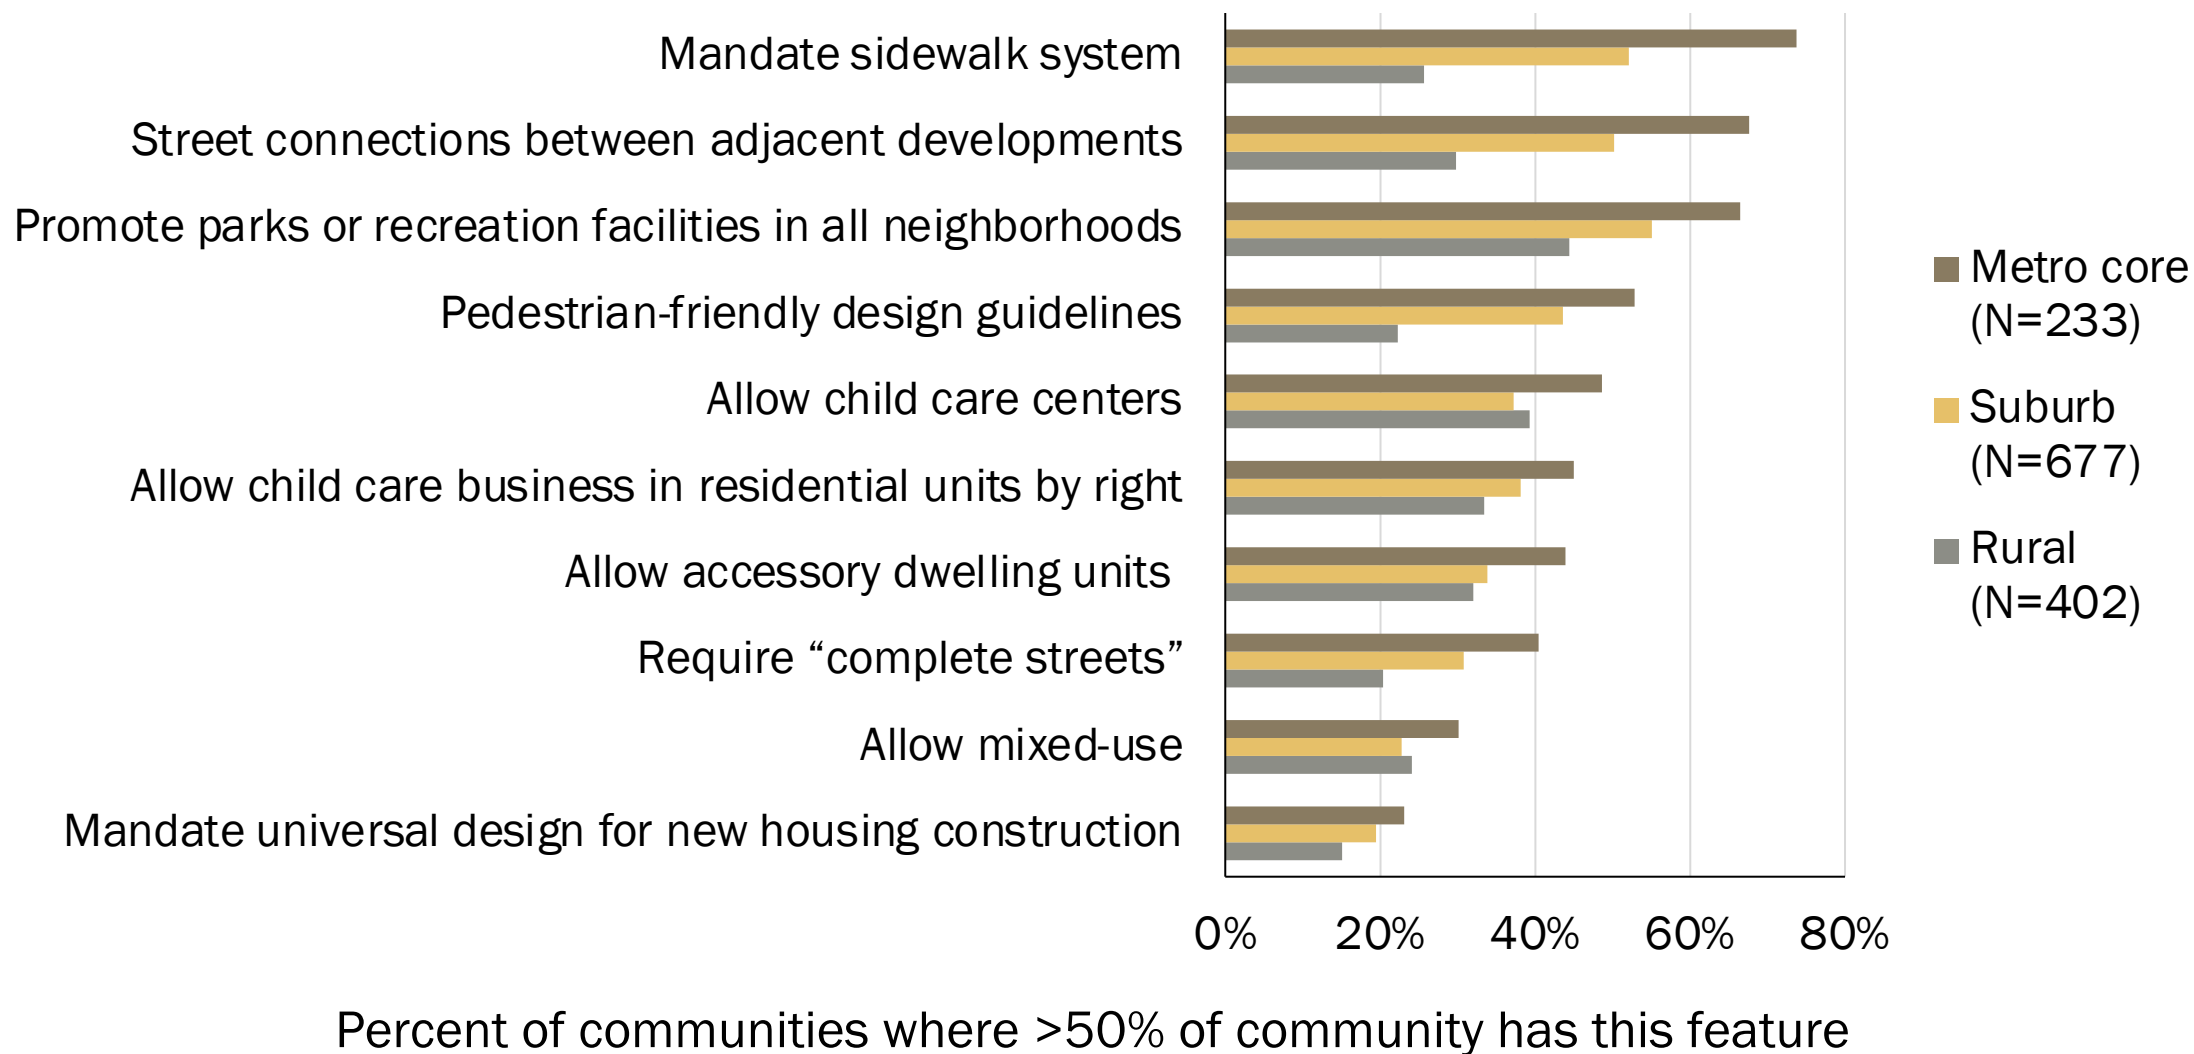 Mandate sidewalk system
Street connections between adjacent developments
Promote parks or recreation facilities in all neighborhoods
Pedestrian-friendly design guidelines
Allow child care centers
Allow child care business in residential units by right
Allow accessory dwelling units
Require “complete streets”
Allow mixed-use
Mandate universal design for new housing construction
0% 20% 40% 60% 80%
Percent of communities where >50% of community has this feature
Metro core
(N=233)
Suburb
(N=677)
Rural
(N=402)